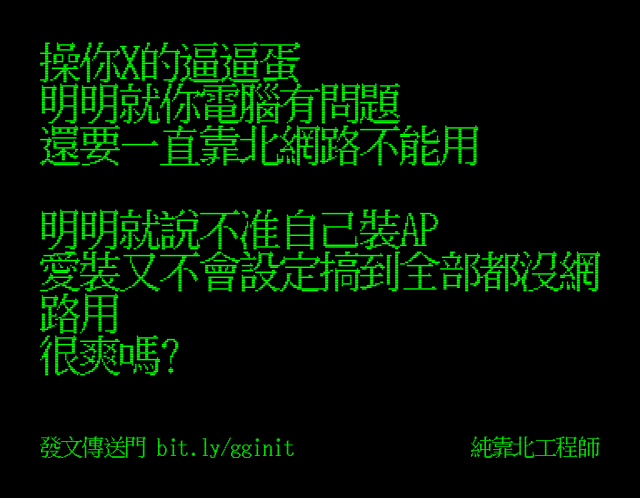 操你X的逼逼蛋
明明就你電腦有問題
還要一直靠北網路不能用
明明就說不准自己裝AP
愛裝又不會設定搞到全部都沒網
路用
很爽嗎?
發文傳送門 bit.ly/gginit
純靠北工程師